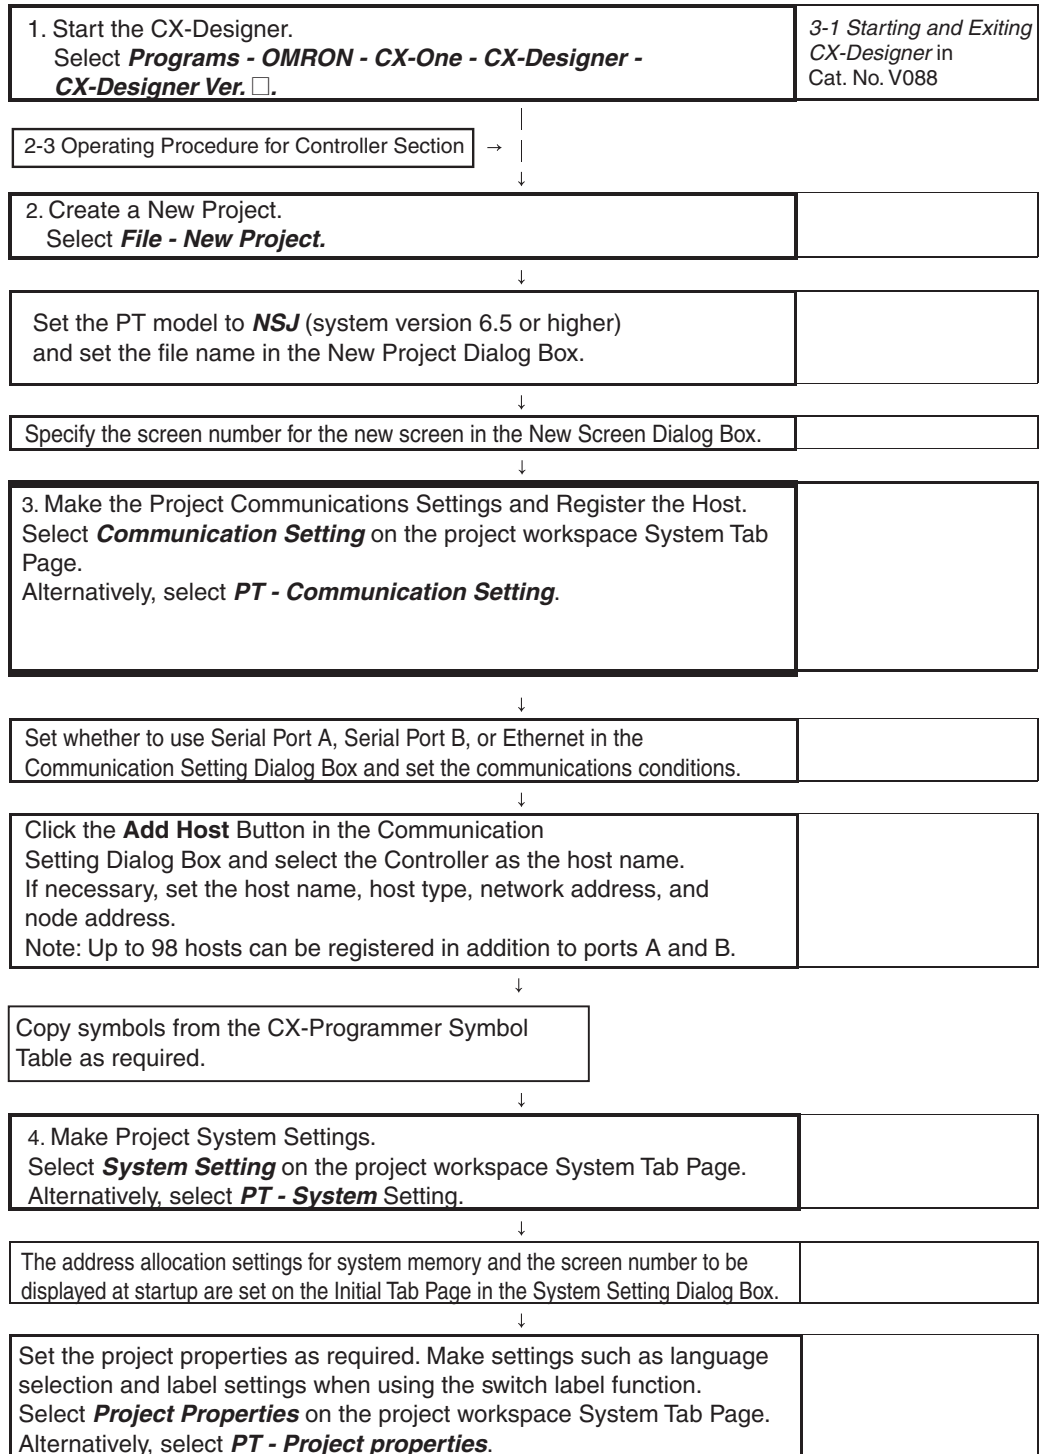 1. Start the CX-Designer.
Select Programs - OMRON - CX-One - CX-Designer -
CX-Designer Ver. □.
3-1 Starting and Exiting
CX-Designer in
Cat. No. V088
2-3 Operating Procedure for Controller Section →
↓
2. Create a New Project.
Select File - New Project.
↓
Set the PT model to NSJ (system version 6.5 or higher)
and set the file name in the New Project Dialog Box.
↓
Specify the screen number for the new screen in the New Screen Dialog Box.
↓
3. Make the Project Communications Settings and Register the Host.
Select Communication Setting on the project workspace System Tab
Page.
Alternatively, select PT - Communication Setting.
↓
Set whether to use Serial Port A, Serial Port B, or Ethernet in the
Communication Setting Dialog Box and set the communications conditions.
↓
Click the Add Host Button in the Communication
Setting Dialog Box and select the Controller as the host name.
If necessary, set the host name, host type, network address, and
node address.
Note: Up to 98 hosts can be registered in addition to ports A and B.
↓
Copy symbols from the CX-Programmer Symbol
Table as required.
↓
4. Make Project System Settings.
Select System Setting on the project workspace System Tab Page.
Alternatively, select PT - System Setting.
↓
The address allocation settings for system memory and the screen number to be
displayed at startup are set on the Initial Tab Page in the System Setting Dialog Box.
↓
Set the project properties as required. Make settings such as language
selection and label settings when using the switch label function.
Select Project Properties on the project workspace System Tab Page.
Alternatively, select PT - Project properties.